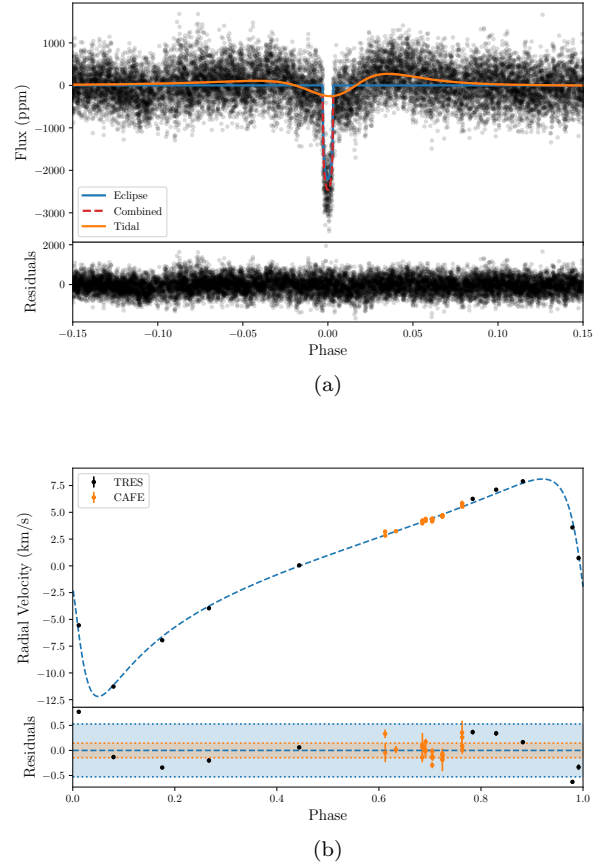 1000
0
−1000
−2000
−3000
Flux (ppm)
Eclipse
Combined
Tidal
2000
0
Residuals
−0.15
−0.10
−0.05
0.00
0.05
0.10
0.15
Phase
(a)
TRES
CAFE
7.5
5.0
2.5
0.0
−2.5
−5.0
−7.5
−10.0
−12.5
Radial Velocity (km/s)
0.5
0.0
−0.5
Residuals
0.0
0.2
0.4
0.6
0.8
1.0
Phase
(b)